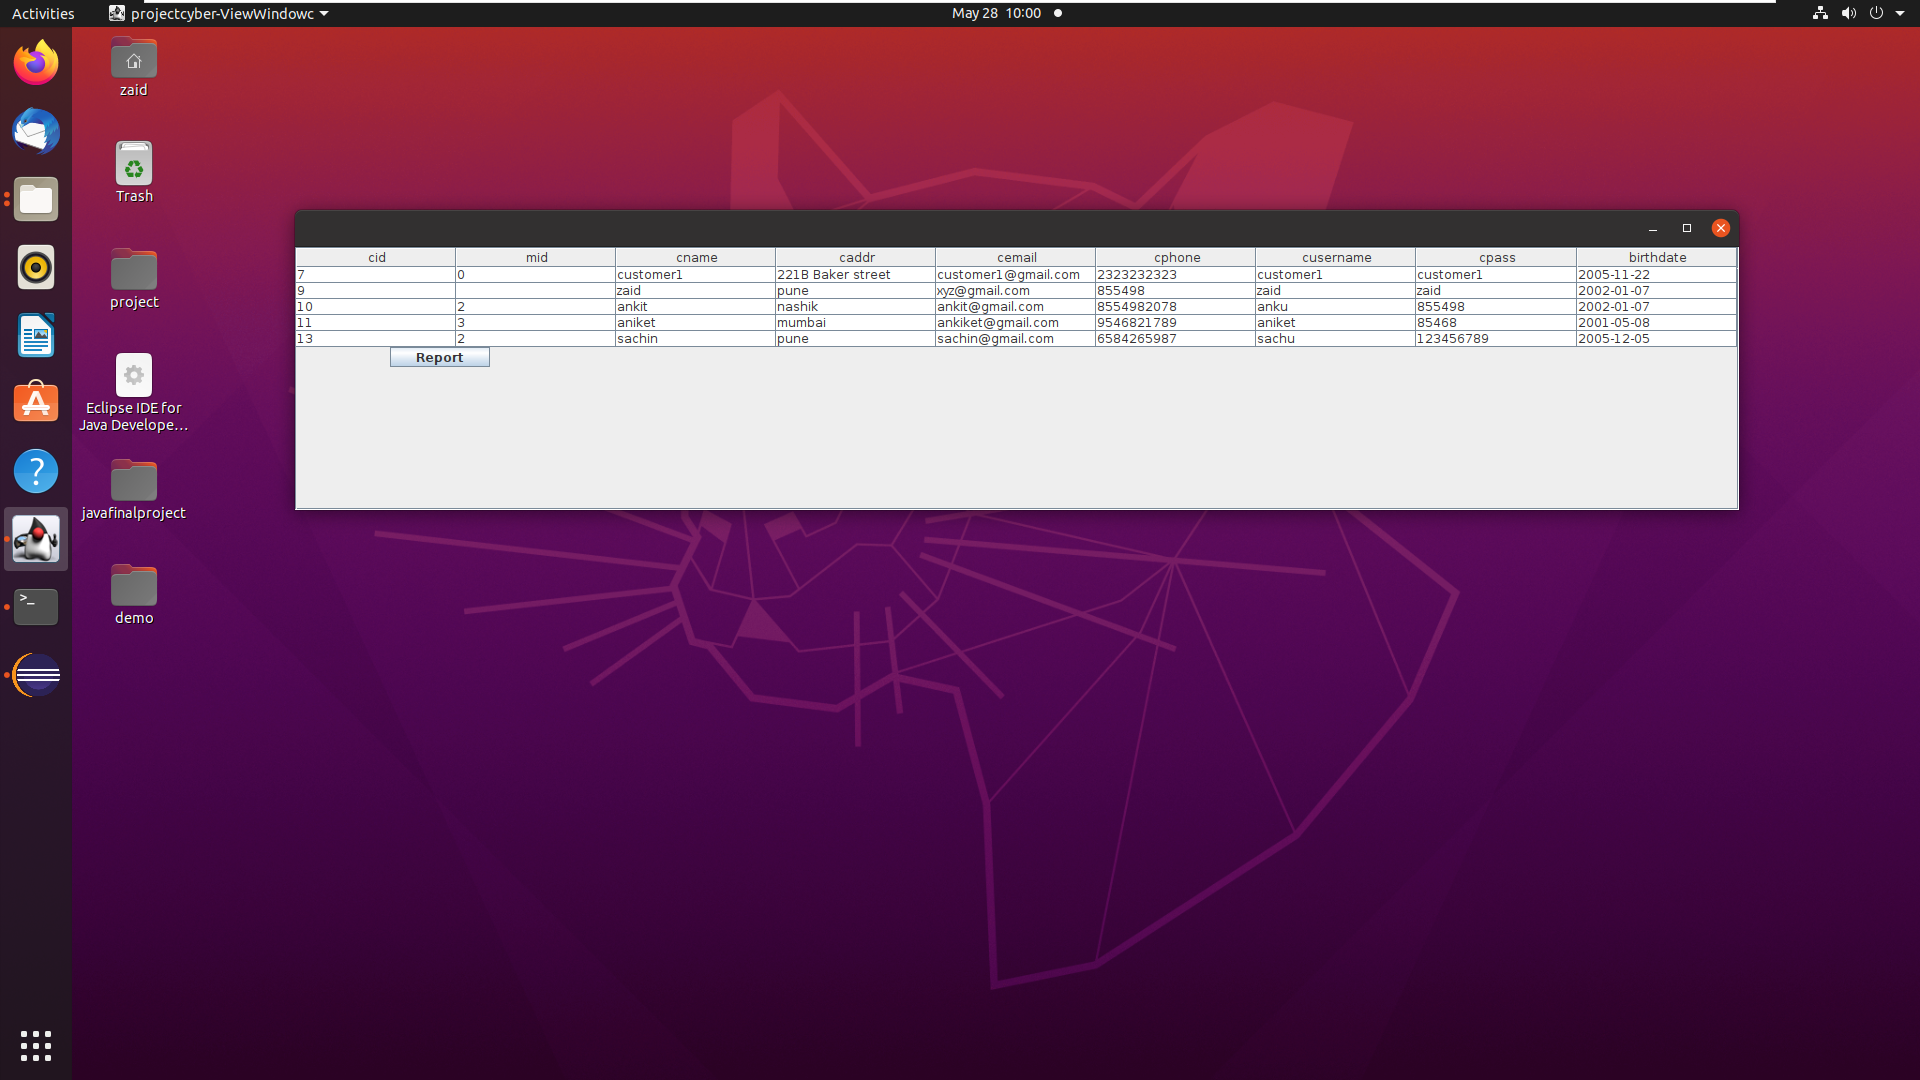 Activities projectcyber-ViewWindowc May 28 10:00
zaid
Trash
project
Eclipse IDE for
Java Develope...
javafinalproject
demo
cid mid cname caddr cemail cphone cusername cpass birthdate
7 0 customer1 221B Baker street customer1@gmail.com 2323232323 customer1 customer1 2005-11-22
9 zaid pune xyz@gmail.com 855498 zaid zaid 2002-01-07
10 2 ankit nashik ankit@gmail.com 8554982078 anku 855498 2002-01-07
11 3 aniket mumbai ankiket@gmail.com 9546821789 aniket 85468 2001-05-08
13 2 sachin pune sachin@gmail.com 6584265987 sachu 123456789 2005-12-05
Report